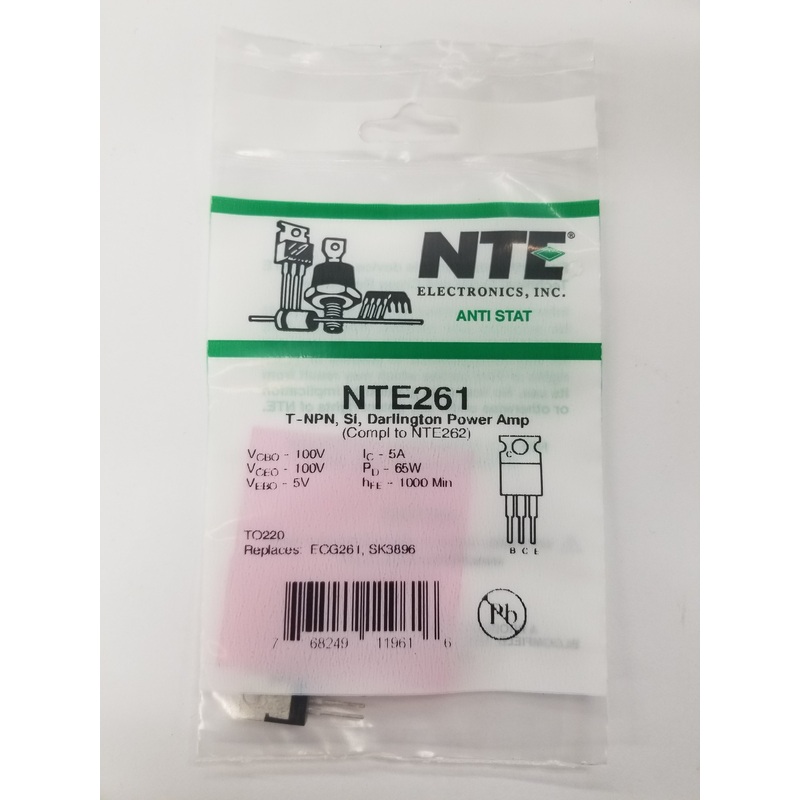 NTE®
ELECTRONICS, INC.
ANTI STAT
NTE261
T-NPN, Si, Darlington Power Amp
(Compl to NTE262)
VCBO - 100V IC - 5A
VCEO - 100V PD - 65W
VEBO - 5V hFE - 1000 Min
C
B C E
TO220
Replaces: ECG261, SK3896
Pb
7 68249 11961 6